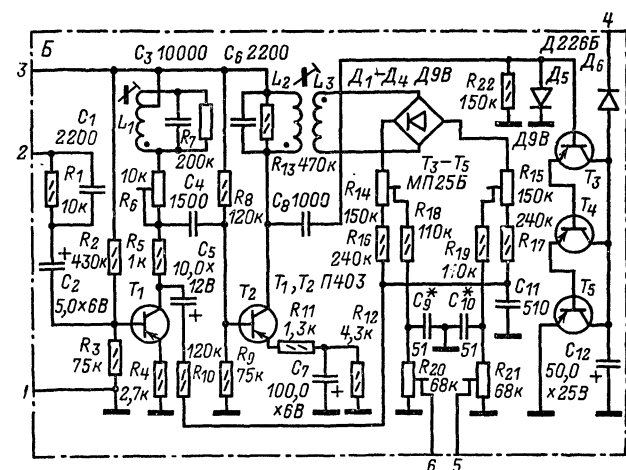 4
Б
C3 10000
C6 2200
Д226Б
Д6
3
L2
L3
Д1-Д4 Д9В
R22
150к
Д5
C1
2200
L1
R7
200к
Д9В
2
R1
10к
10к
R6
C4
1500
R8
120к
R13 470к
C8 1000
T3-T5
МП25Б
R14
150к
R15
150к
T3
R2
430к
R5
1к
C5
10,0×
12В
R16
240к
R18
110к
240к
R17
R19
110к
T4
C2
5,0×6В
T1
T2
T1,T2 П403
R11
1,3к
R12
4,3к
C9*
C10*
C11
510
T5
R3
75к
120к
R10
R9
75к
C7
100,0
×6В
51
51
R20
68к
R21
68к
C12
50,0
×25В
1
R4
2,7к
6
5